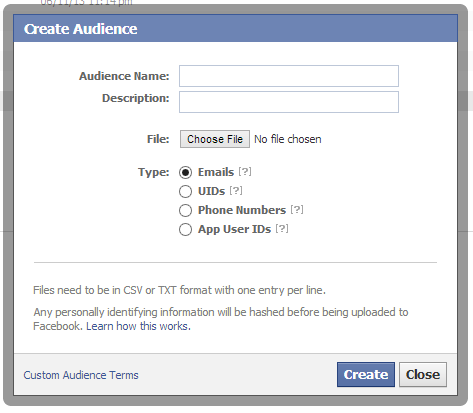 06/11/13 11:14 pm
Create Audience
Audience Name:
Description:
File: Choose File No file chosen
Type: Emails [?]
UIDs [?]
Phone Numbers [?]
App User IDs [?]
Files need to be in CSV or TXT format with one entry per line.
Any personally identifying information will be hashed before being uploaded to
Facebook. Learn how this works.
Custom Audience Terms Create Close